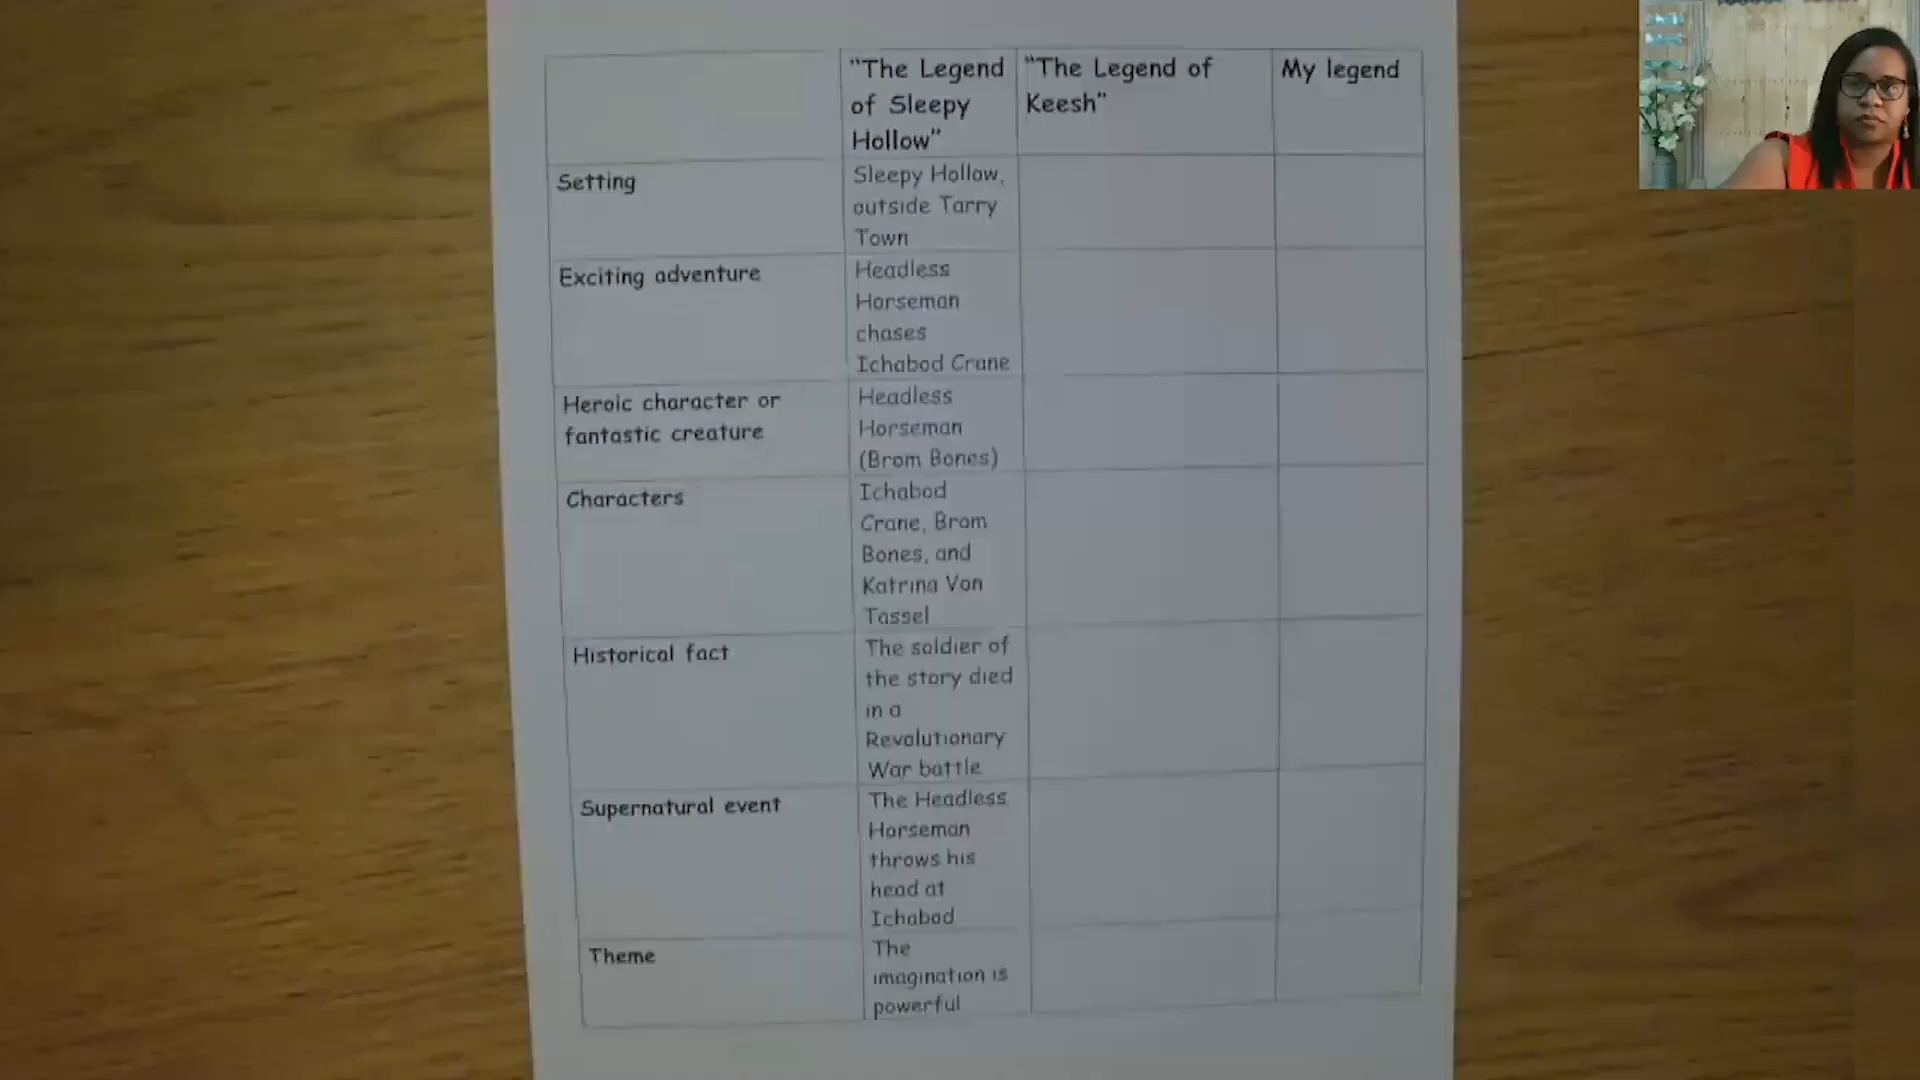 "The Legend
of Sleepy
Hollow"
"The Legend of
Keesh"
My legend
Setting
Sleepy Hollow,
outside Tarry
Town
Exciting adventure
Headless
Horseman
chases
Ichabod Crane
Heroic character or
fantastic creature
Headless
Horseman
(Brom Bones)
Characters
Ichabod
Crane, Brom
Bones, and
Katrina Von
Tassel
Historical fact
The soldier of
the story died
in a
Revolutionary
War battle
Supernatural event
The Headless
Horseman
throws his
head at
Ichabod
Theme
The
imagination is
powerful